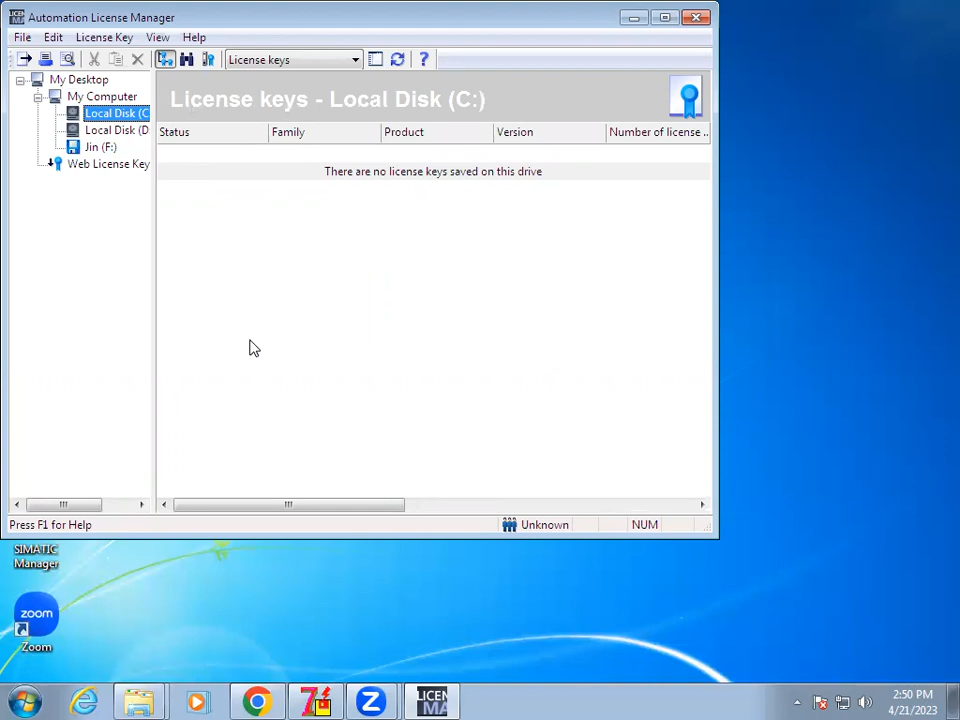 Automation License Manager
File Edit License Key View Help
License keys
My Desktop
My Computer
Local Disk (C
Local Disk (D
Jin (F:)
Web License Key
License keys - Local Disk (C:)
Status Family Product Version Number of license ..
There are no license keys saved on this drive
Press F1 for Help Unknown NUM
SIMATIC
Manager
zoom
Zoom
LICEN
MA
2:50 PM
4/21/2023